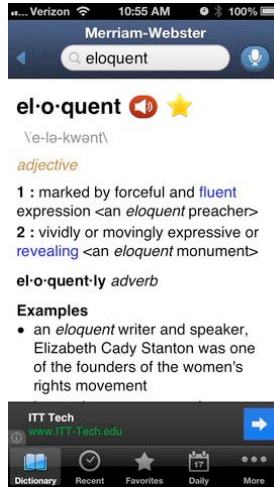 Verizon 10:55 AM 100%
Merriam-Webster
eloquent
el·o·quent
\'e-lə-kwənt\
adjective
1 : marked by forceful and fluent
expression <an eloquent preacher>
2 : vividly or movingly expressive or
revealing <an eloquent monument>
el·o·quent·ly adverb
Examples
• an eloquent writer and speaker,
Elizabeth Cady Stanton was one
of the founders of the women's
rights movement
ITT Tech
www.ITT-Tech.edu
17
Dictionary Recent Favorites Daily More